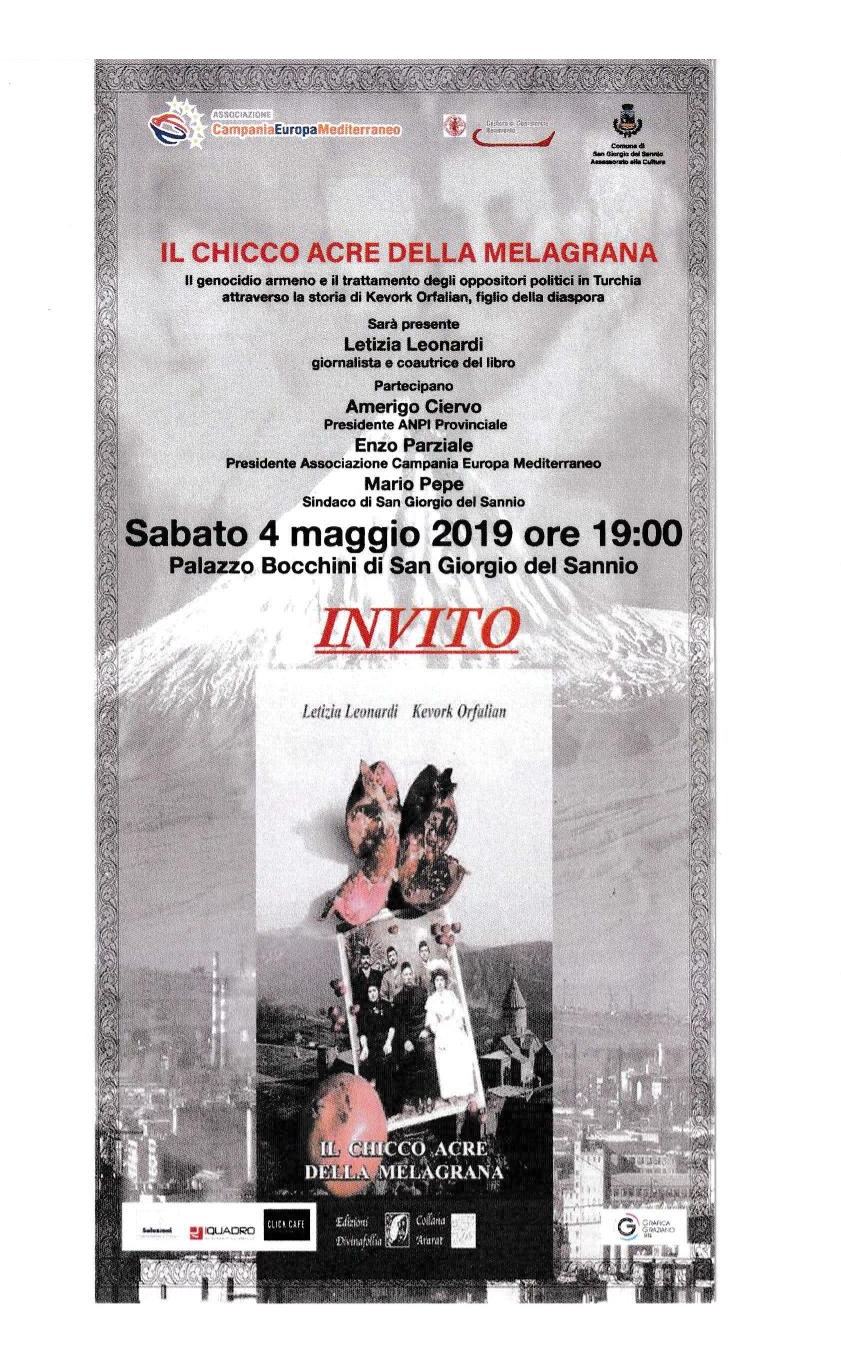 ASSOCIAZIONE
CampaniaEuropaMediterraneo
Benevento
Comune di
San Giorgio del Sannio
Assessorato alla Cultura
IL CHICCO ACRE DELLA MELAGRANA
Il genocidio armeno e il trattamento degli oppositori politici in Turchia
attraverso la storia di Kevork Orfalian, figlio della diaspora
Sarà presente
Letizia Leonardi
giornalista e coautrice del libro
Partecipano
Amerigo Ciervo
Presidente ANPI Provinciale
Enzo Parziale
Presidente Associazione Campania Europa Mediterraneo
Mario Pepe
Sindaco di San Giorgio del Sannio
Sabato 4 maggio 2019 ore 19:00
Palazzo Bocchini di San Giorgio del Sannio
INVITO
Letizia Leonardi Kevork Orfalian
IL CHICCO ACRE
DELLA MELAGRANA
Soluzioni
IQUADRO
CLICK CAFE
Edizioni
Divinafollia
Collana
Ararat
GRAFICA
GRAZIANO
SRL